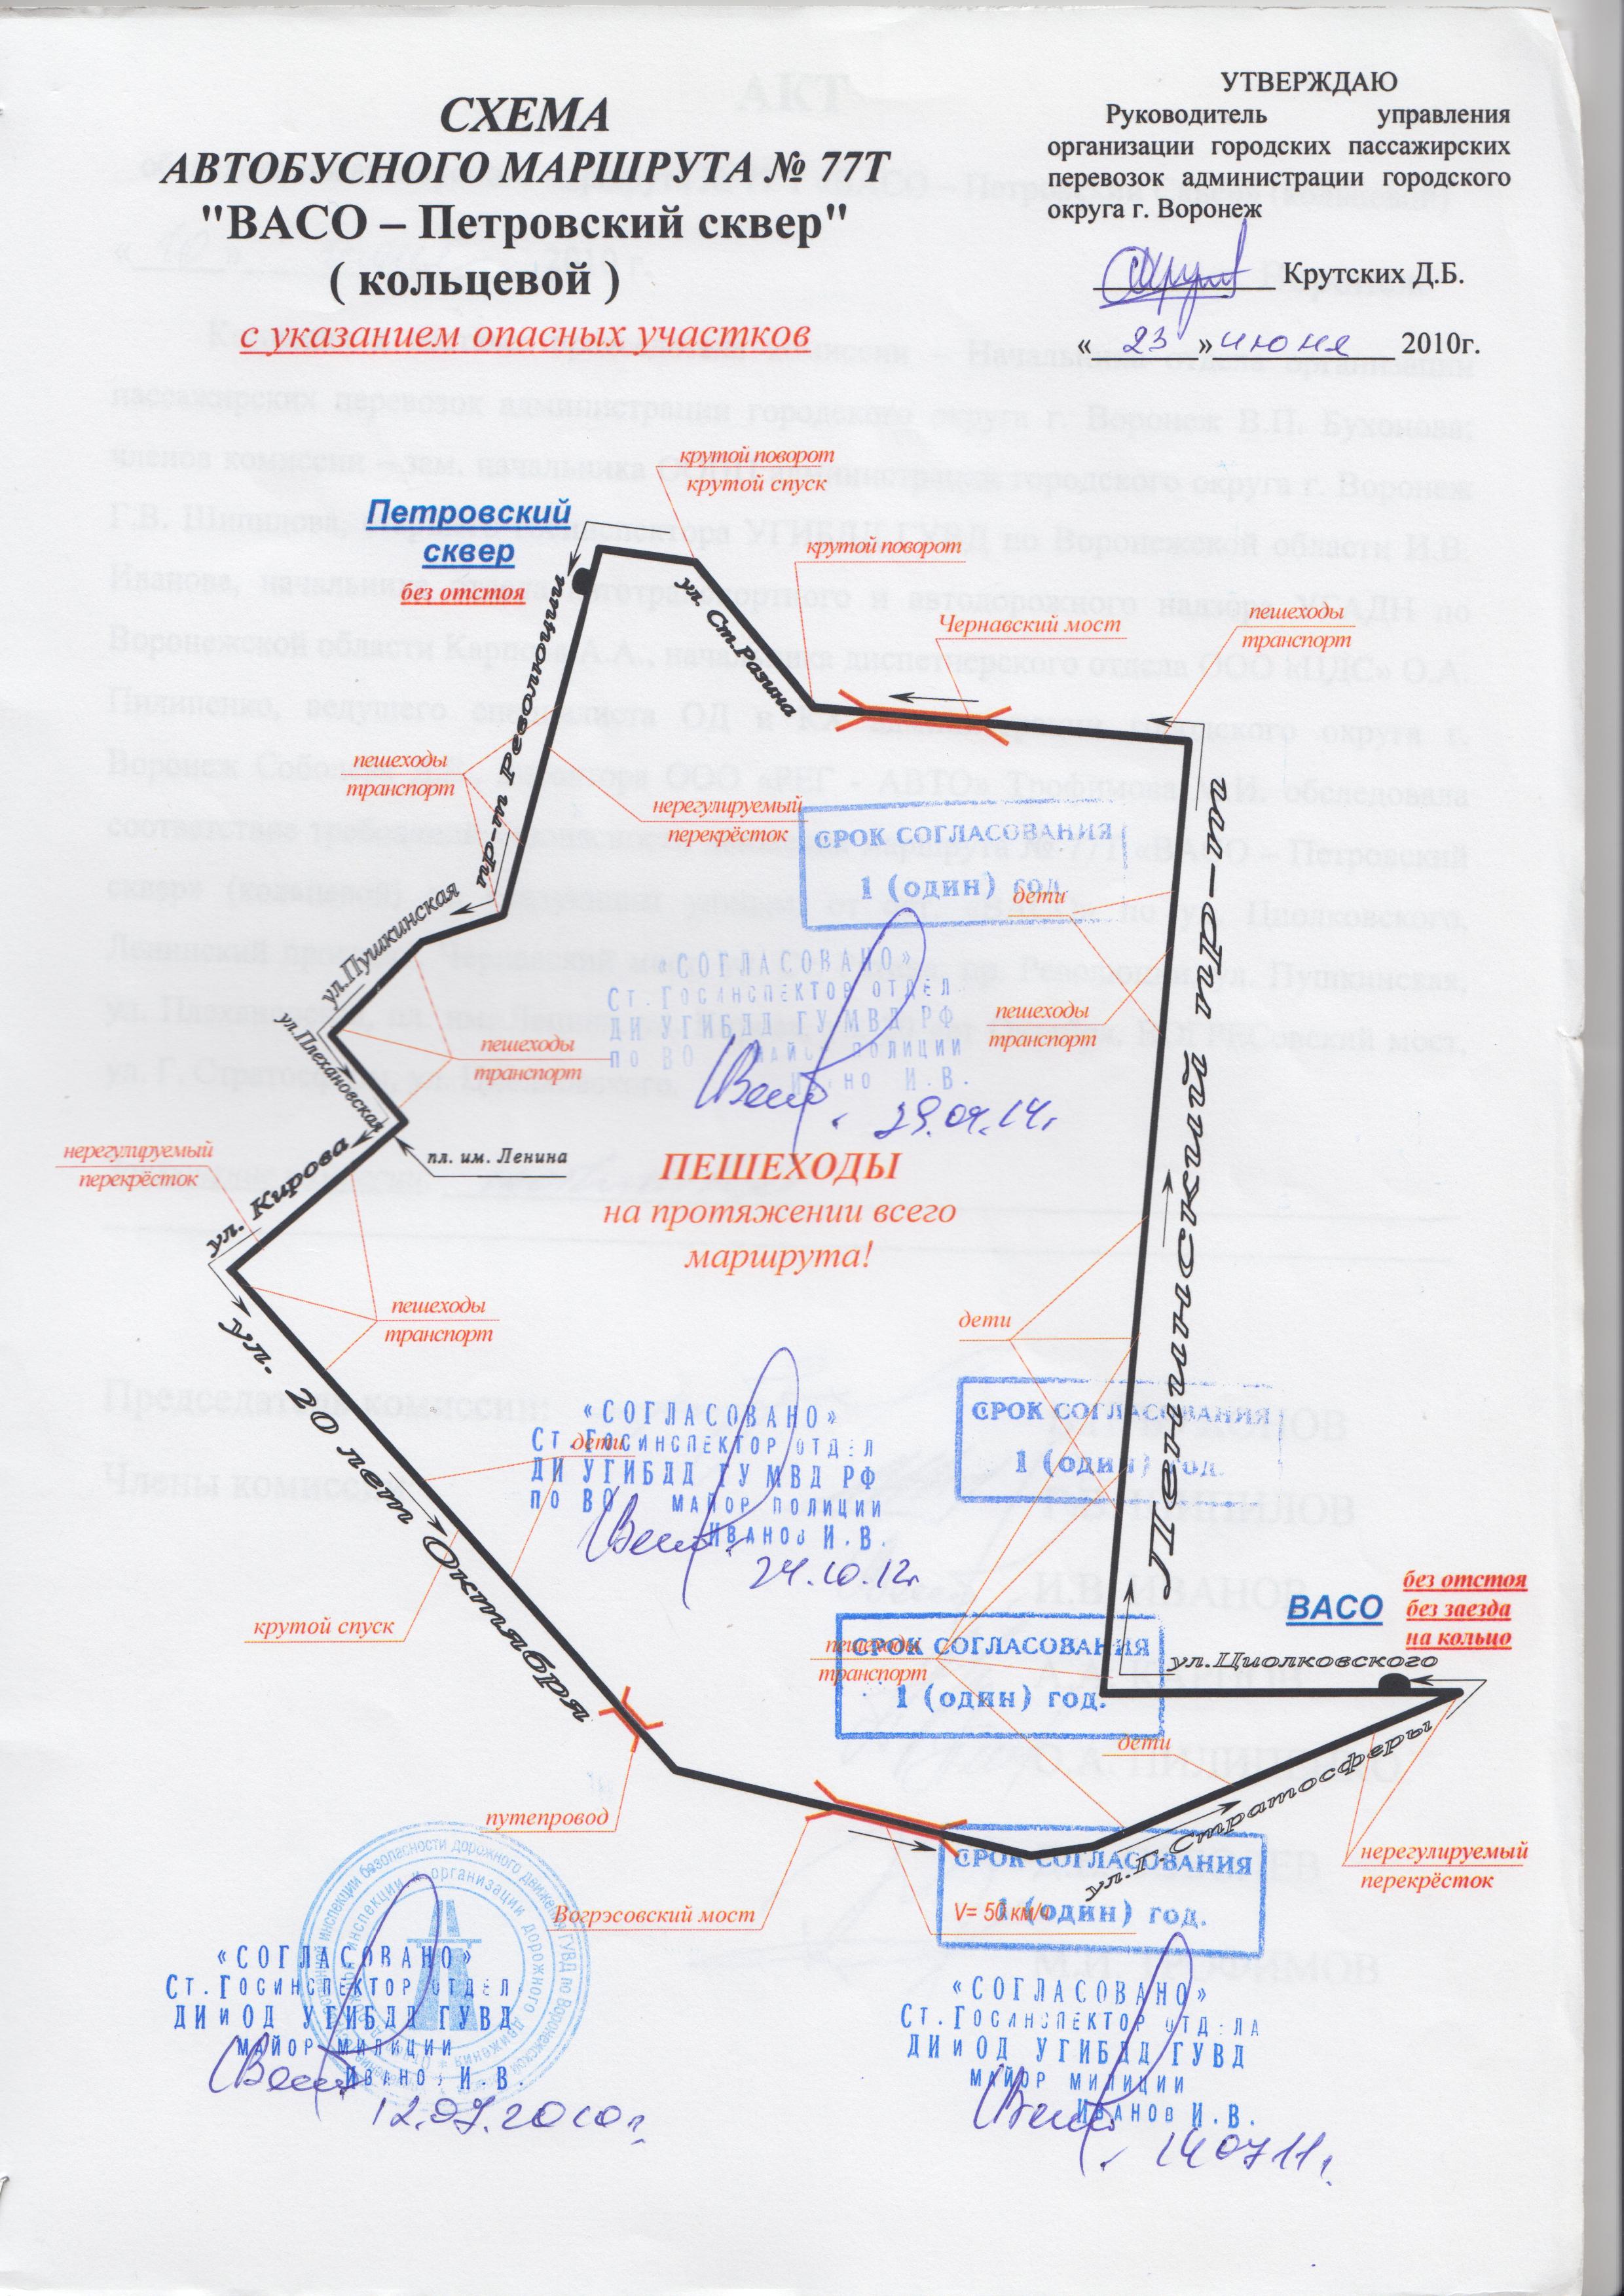 УТВЕРЖДАЮ
Руководитель управления
организации городских пассажирских
перевозок администрации городского
округа г. Воронеж
Крутских Д.Б.
« 23 » июня 2010г.
СХЕМА
АВТОБУСНОГО МАРШРУТА № 77Т
"ВАСО – Петровский сквер"
( кольцевой )
с указанием опасных участков
крутой поворот
крутой спуск
Петровский
сквер
без отстоя
крутой поворот
ул. Ст.Разина
Чернавский мост
пешеходы
транспорт
пр-т Революции
пешеходы
транспорт
нерегулируемый
перекрёсток
СРОК СОГЛАСОВАНИЯ
1 (один) год
дети
ул.Пушкинская
«СОГЛАСОВАНО»
Ст.Госинспектор отдел
ДИ УГИБДД ГУ МВД РФ
по ВО майор полиции
И.В.
пешеходы
транспорт
Ленинский пр-т
ул.Плехановская
пешеходы
транспорт
нерегулируемый
перекрёсток
пл. им. Ленина
ул. Кирова
ПЕШЕХОДЫ
на протяжении всего
маршрута!
пешеходы
транспорт
дети
ул. 20 лет Октября
СРОК СОГЛАСОВАНИЯ
1 (один) год.
«СОГЛАСОВАНО»
Ст.Госинспектор отдел
дети
ДИ УГИБДД ГУ МВД РФ
по ВО майор полиции
Иванов И.В.
24.10.12г
крутой спуск
ВАСО
без отстоя
без заезда
на кольцо
СРОК СОГЛАСОВАНИЯ
1 (один) год.
пешеходы
транспорт
ул.Циолковского
дети
ул.Г.Стратосферы
путепровод
нерегулируемый
перекрёсток
СРОК СОГЛАСОВАНИЯ
1 (один) год.
V= 50 км/ч
Вогрэсовский мост
«СОГЛАСОВАНО»
Ст.Госинспектор отдел
ДИиОД УГИБДД ГУВД
майор милиции
Иванов И.В.
12.07.2010г.
«СОГЛАСОВАНО»
Ст.Госинспектор отдела
ДИиОД УГИБДД ГУВД
майор милиции
Иванов И.В.
140711г.